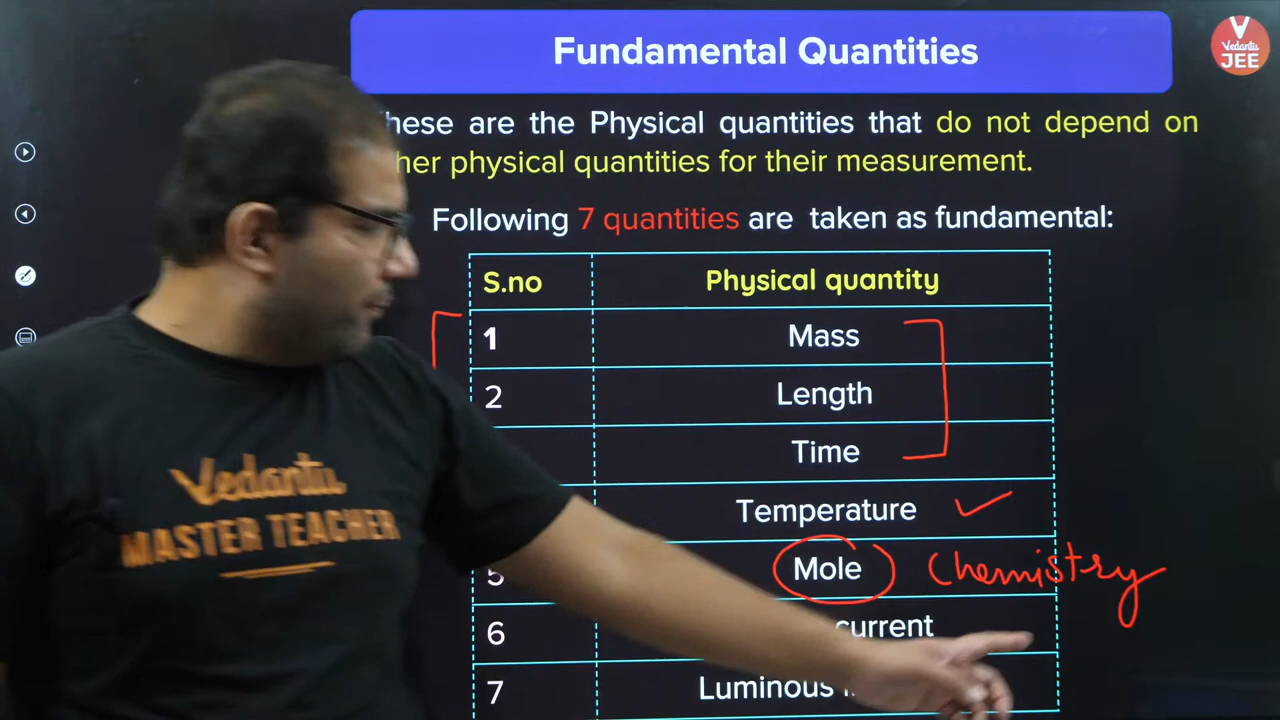 Fundamental Quantities
V
Vedantu
JEE
hese are the Physical quantities that do not depend on
her physical quantities for their measurement.
Following 7 quantities are taken as fundamental:
S.no Physical quantity
1 Mass
2 Length
Time
Temperature
5 Mole Chemistry
6 current
7 Luminous
Vedantu
MASTER TEACHER